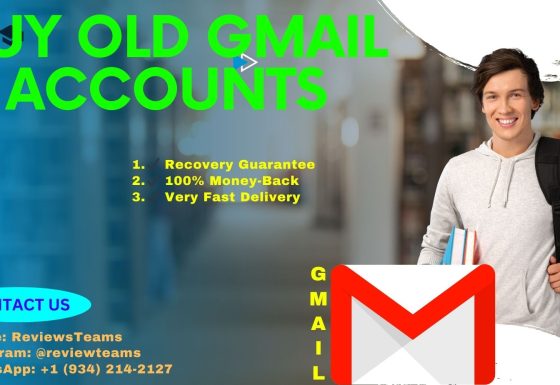 UY OLD GMAIL
ACCOUNTS
1. Recovery Guarantee
2. 100% Money-Back
3. Very Fast Delivery
GMAIL
NTACT US
e: ReviewsTeams
ram: @reviewteams
sApp: +1 (934) 214-2127